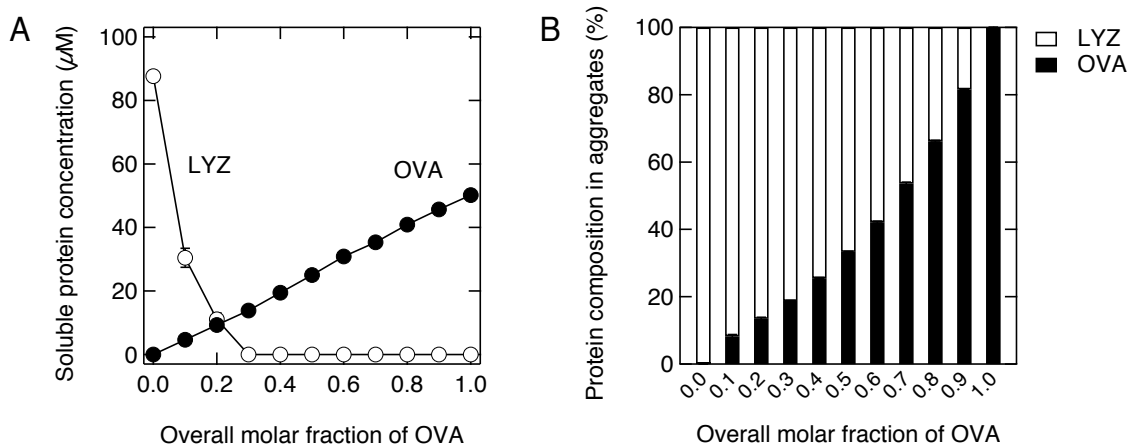 A
Soluble protein concentration (µM)
100
80
60
40
20
0
LYZ
OVA
0.0 0.2 0.4 0.6 0.8 1.0
Overall molar fraction of OVA
B
Protein composition in aggregates (%)
100
80
60
40
20
0
0.0 0.1 0.2 0.3 0.4 0.5 0.6 0.7 0.8 0.9 1.0
Overall molar fraction of OVA
LYZ
OVA